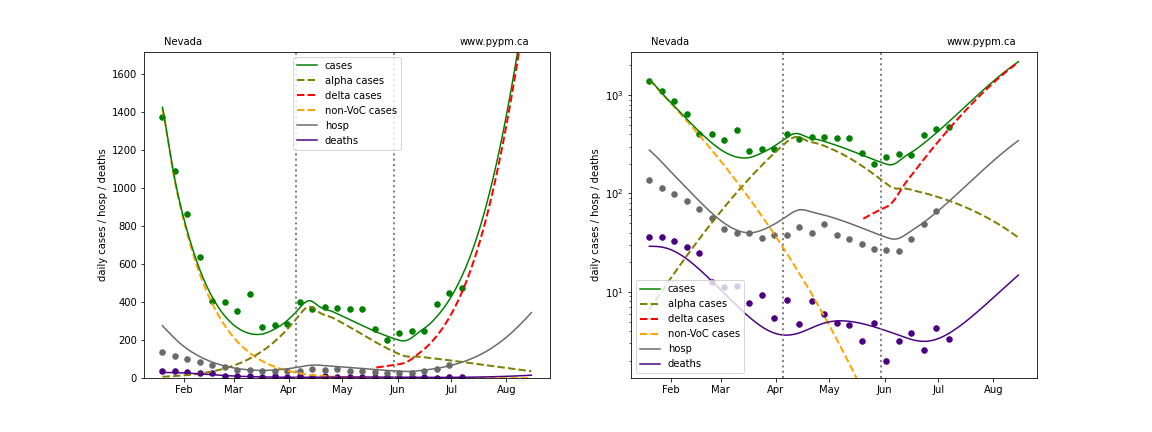 Nevada www.pypm.ca
daily cases / hosp / deaths
1600
1400
1200
1000
800
600
400
200
0
cases
alpha cases
delta cases
non-VoC cases
hosp
deaths
Feb Mar Apr May Jun Jul Aug
Nevada www.pypm.ca
daily cases / hosp / deaths
10³
10²
10¹
cases
alpha cases
delta cases
non-VoC cases
hosp
deaths
Feb Mar Apr May Jun Jul Aug